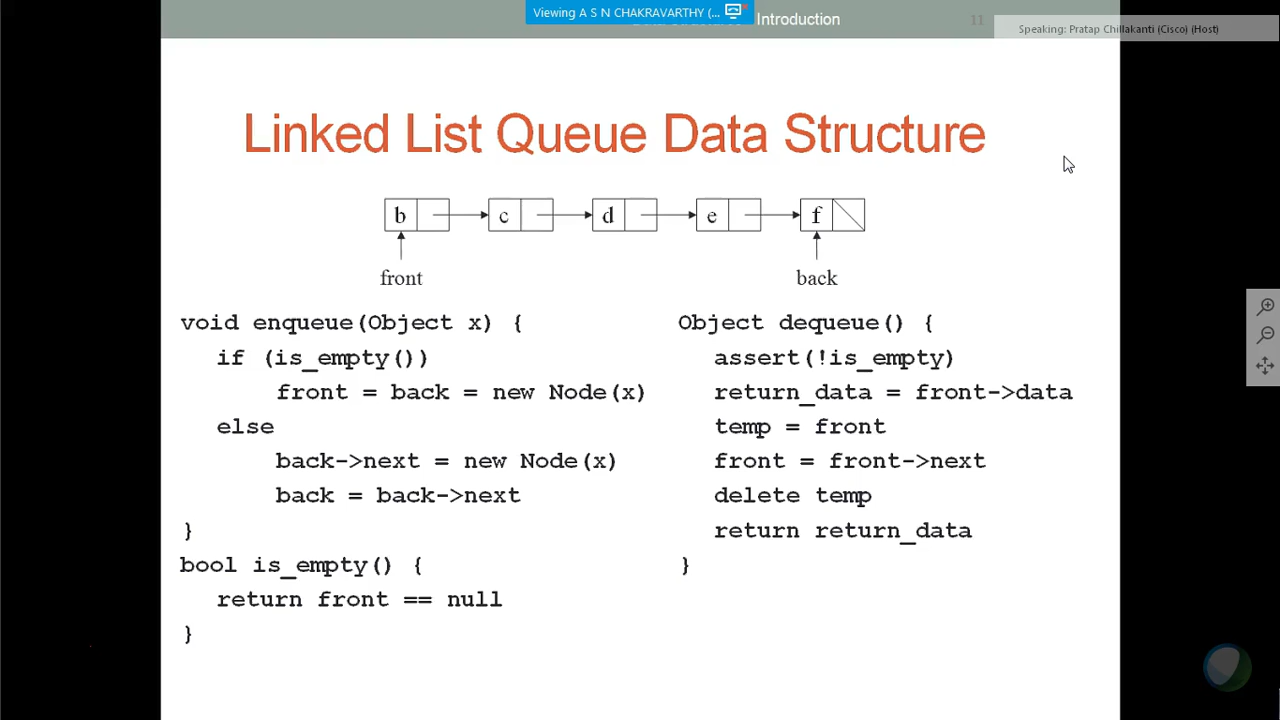 Viewing A S N CHAKRAVARTHY (...
Introduction
11
Speaking: Pratap Chillakanti (Cisco) (Host)
Linked List Queue Data Structure
b c d e f
front back
void enqueue(Object x) {
if (is_empty())
front = back = new Node(x)
else
back->next = new Node(x)
back = back->next
}
bool is_empty() {
return front == null
}
Object dequeue() {
assert(!is_empty)
return_data = front->data
temp = front
front = front->next
delete temp
return return_data
}